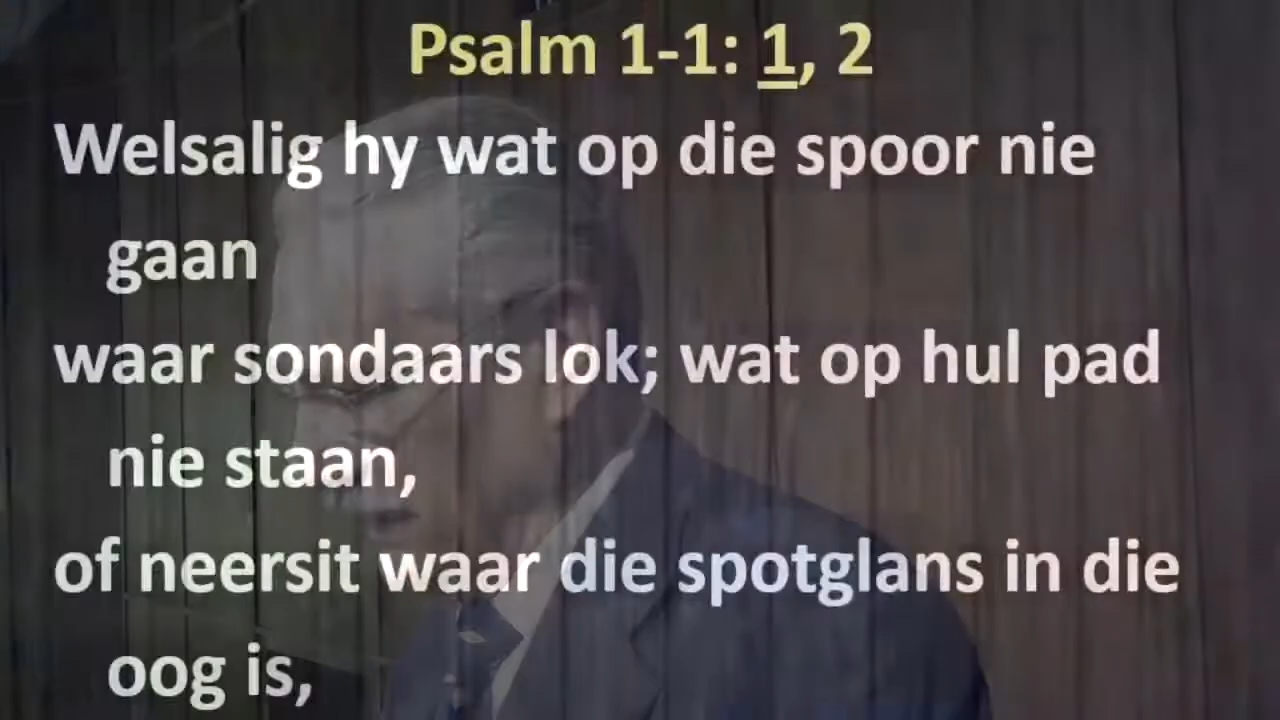 Psalm 1-1: 1, 2
Welsalig hy wat op die spoor nie
gaan
waar sondaars lok; wat op hul pad
nie staan,
of neersit waar die spotglans in die
oog is,